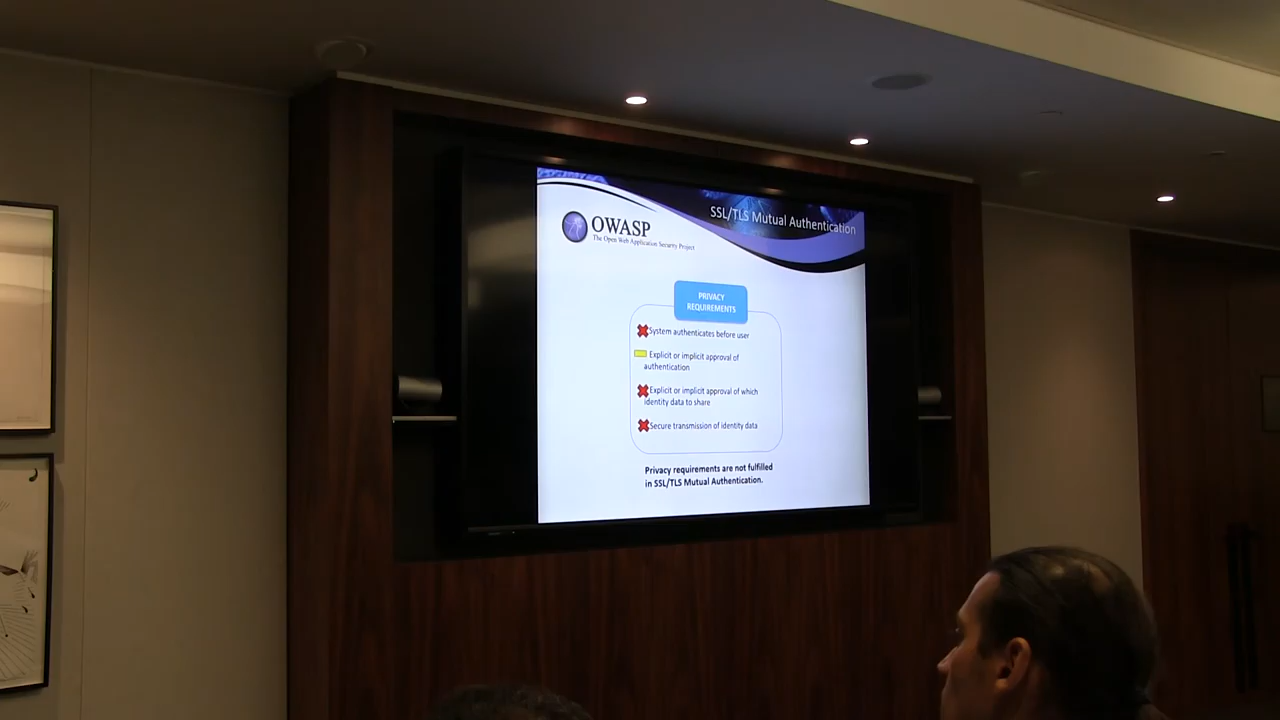 SSL/TLS Mutual Authentication
OWASP
The Open Web Application Security Project
PRIVACY
REQUIREMENTS
System authenticates before user
Explicit or implicit approval of
authentication
Explicit or implicit approval of which
identity data to share
Secure transmission of identity data
Privacy requirements are not fulfilled
in SSL/TLS Mutual Authentication.